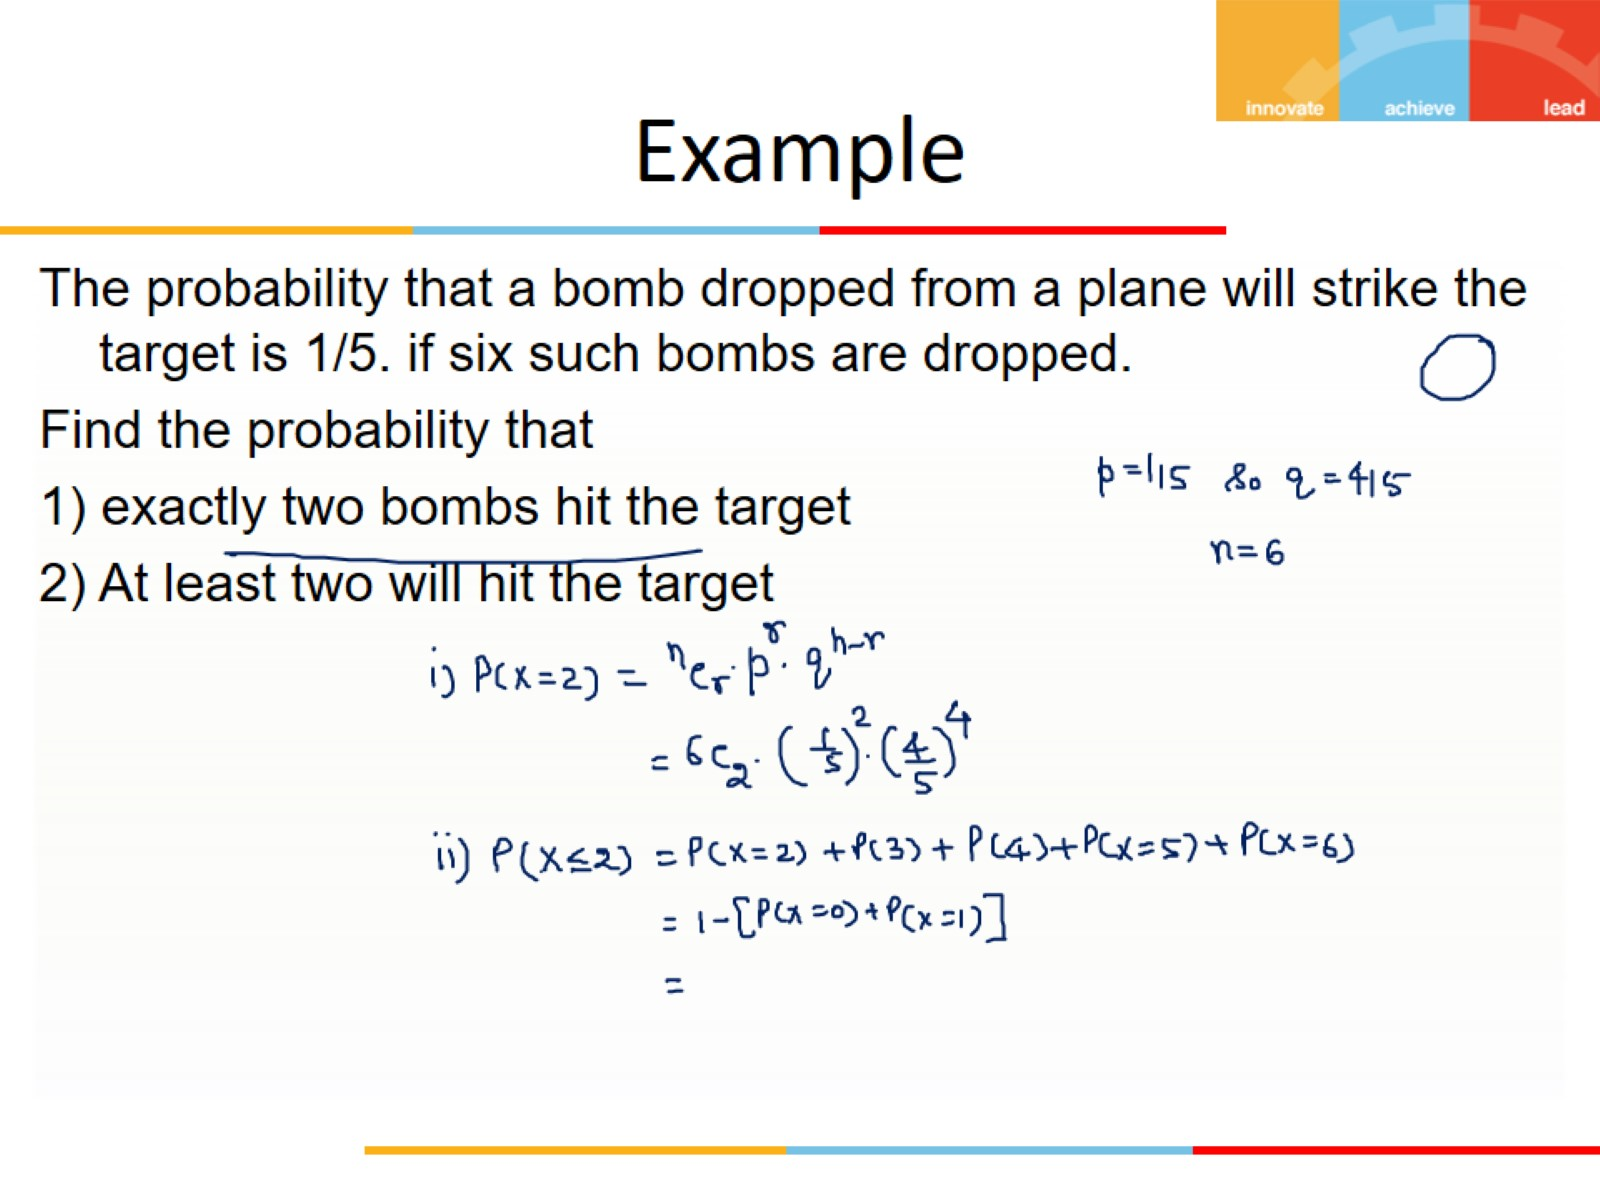 innovate achieve lead
Example
The probability that a bomb dropped from a plane will strike the
target is 1/5. if six such bombs are dropped.
Find the probability that
1) exactly two bombs hit the target
2) At least two will hit the target
p=1/5 so q=4/5
n=6
i) P(x=2) = ⁿCᵣ. pʳ. qⁿ⁻ʳ
= 6C₂. (1/5)². (4/5)⁴
ii) P(X≤2) = P(x=2) + P(3) + P(4) + P(x=5) + P(x=6)
= 1-[P(x=0)+P(x=1)]
=